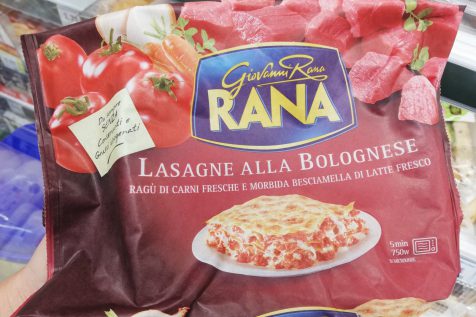 Giovanni Rana
RANA
LASAGNE ALLA BOLOGNESE
RAGÙ DI CARNI FRESCHE E MORBIDA BESCIAMELLA DI LATTE FRESCO
5 min
750W